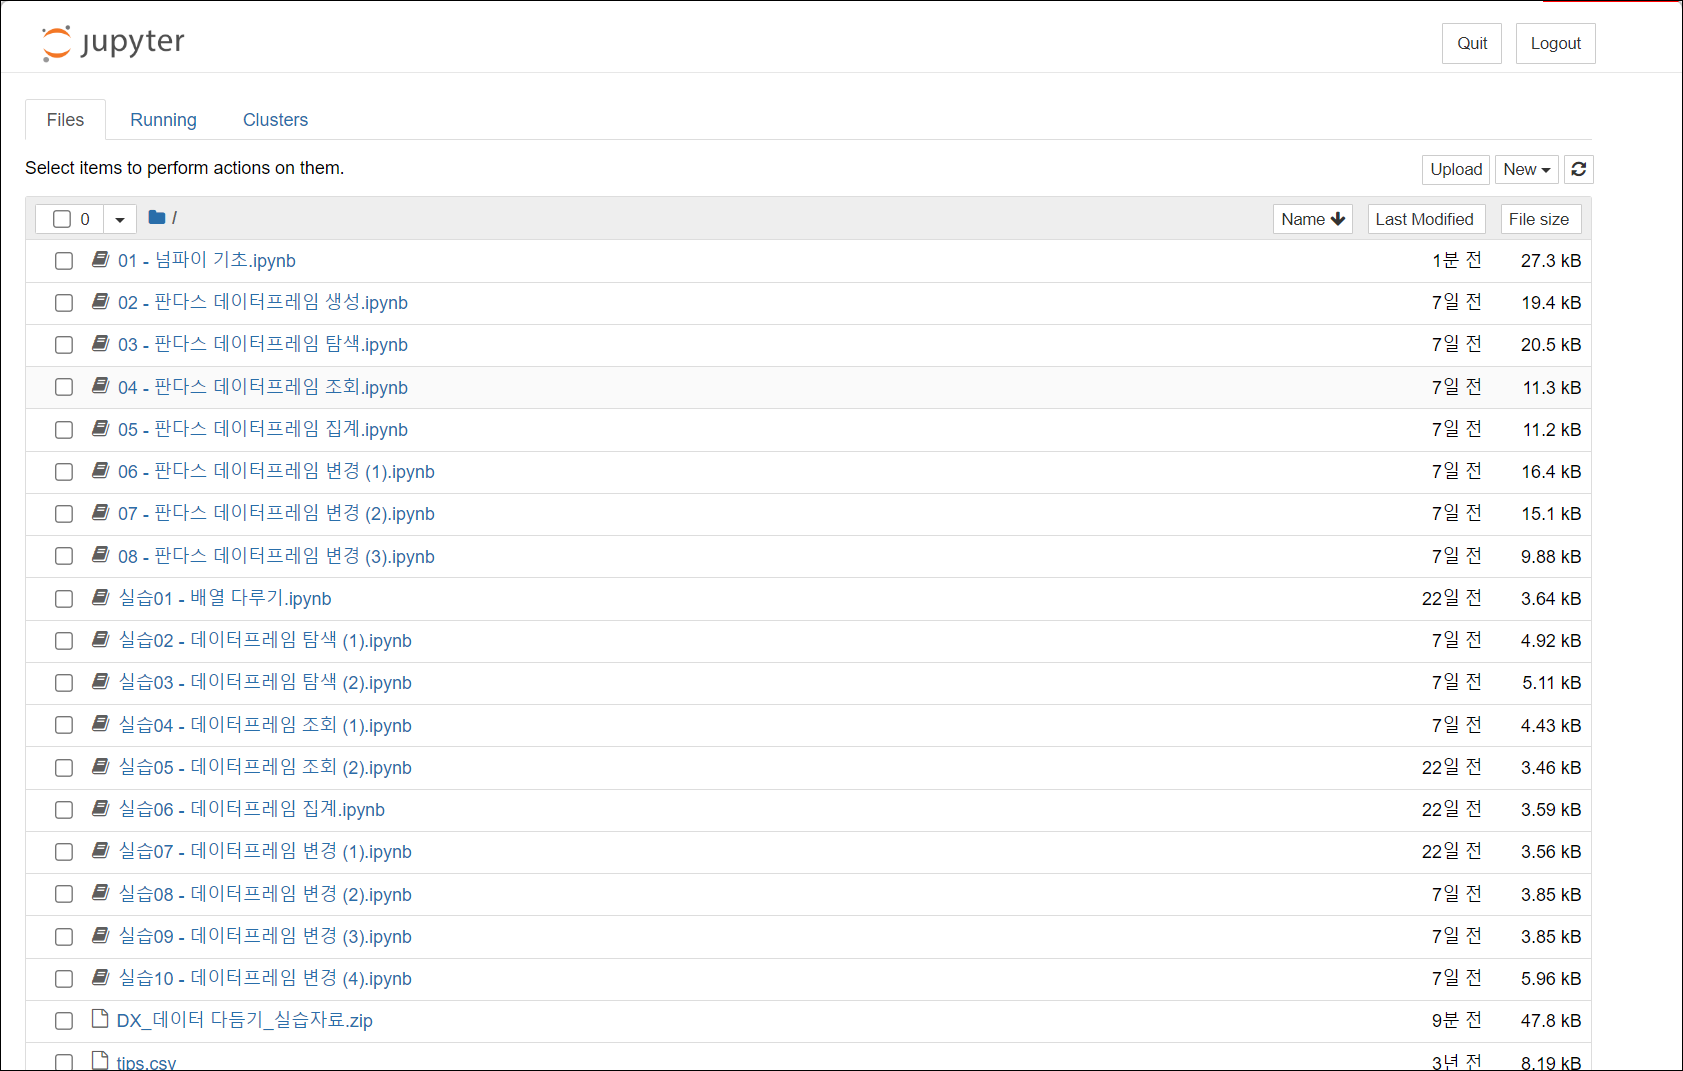 jupyter
Quit Logout
Files Running Clusters
Select items to perform actions on them.
Upload New
0 / Name Last Modified File size
01 - 넘파이 기초.ipynb 1분 전 27.3 kB
02 - 판다스 데이터프레임 생성.ipynb 7일 전 19.4 kB
03 - 판다스 데이터프레임 탐색.ipynb 7일 전 20.5 kB
04 - 판다스 데이터프레임 조회.ipynb 7일 전 11.3 kB
05 - 판다스 데이터프레임 집계.ipynb 7일 전 11.2 kB
06 - 판다스 데이터프레임 변경 (1).ipynb 7일 전 16.4 kB
07 - 판다스 데이터프레임 변경 (2).ipynb 7일 전 15.1 kB
08 - 판다스 데이터프레임 변경 (3).ipynb 7일 전 9.88 kB
실습01 - 배열 다루기.ipynb 22일 전 3.64 kB
실습02 - 데이터프레임 탐색 (1).ipynb 7일 전 4.92 kB
실습03 - 데이터프레임 탐색 (2).ipynb 7일 전 5.11 kB
실습04 - 데이터프레임 조회 (1).ipynb 7일 전 4.43 kB
실습05 - 데이터프레임 조회 (2).ipynb 22일 전 3.46 kB
실습06 - 데이터프레임 집계.ipynb 22일 전 3.59 kB
실습07 - 데이터프레임 변경 (1).ipynb 22일 전 3.56 kB
실습08 - 데이터프레임 변경 (2).ipynb 7일 전 3.85 kB
실습09 - 데이터프레임 변경 (3).ipynb 7일 전 3.85 kB
실습10 - 데이터프레임 변경 (4).ipynb 7일 전 5.96 kB
DX_데이터 다듬기_실습자료.zip 9분 전 47.8 kB
tips.csv 3년 전 8.19 kB